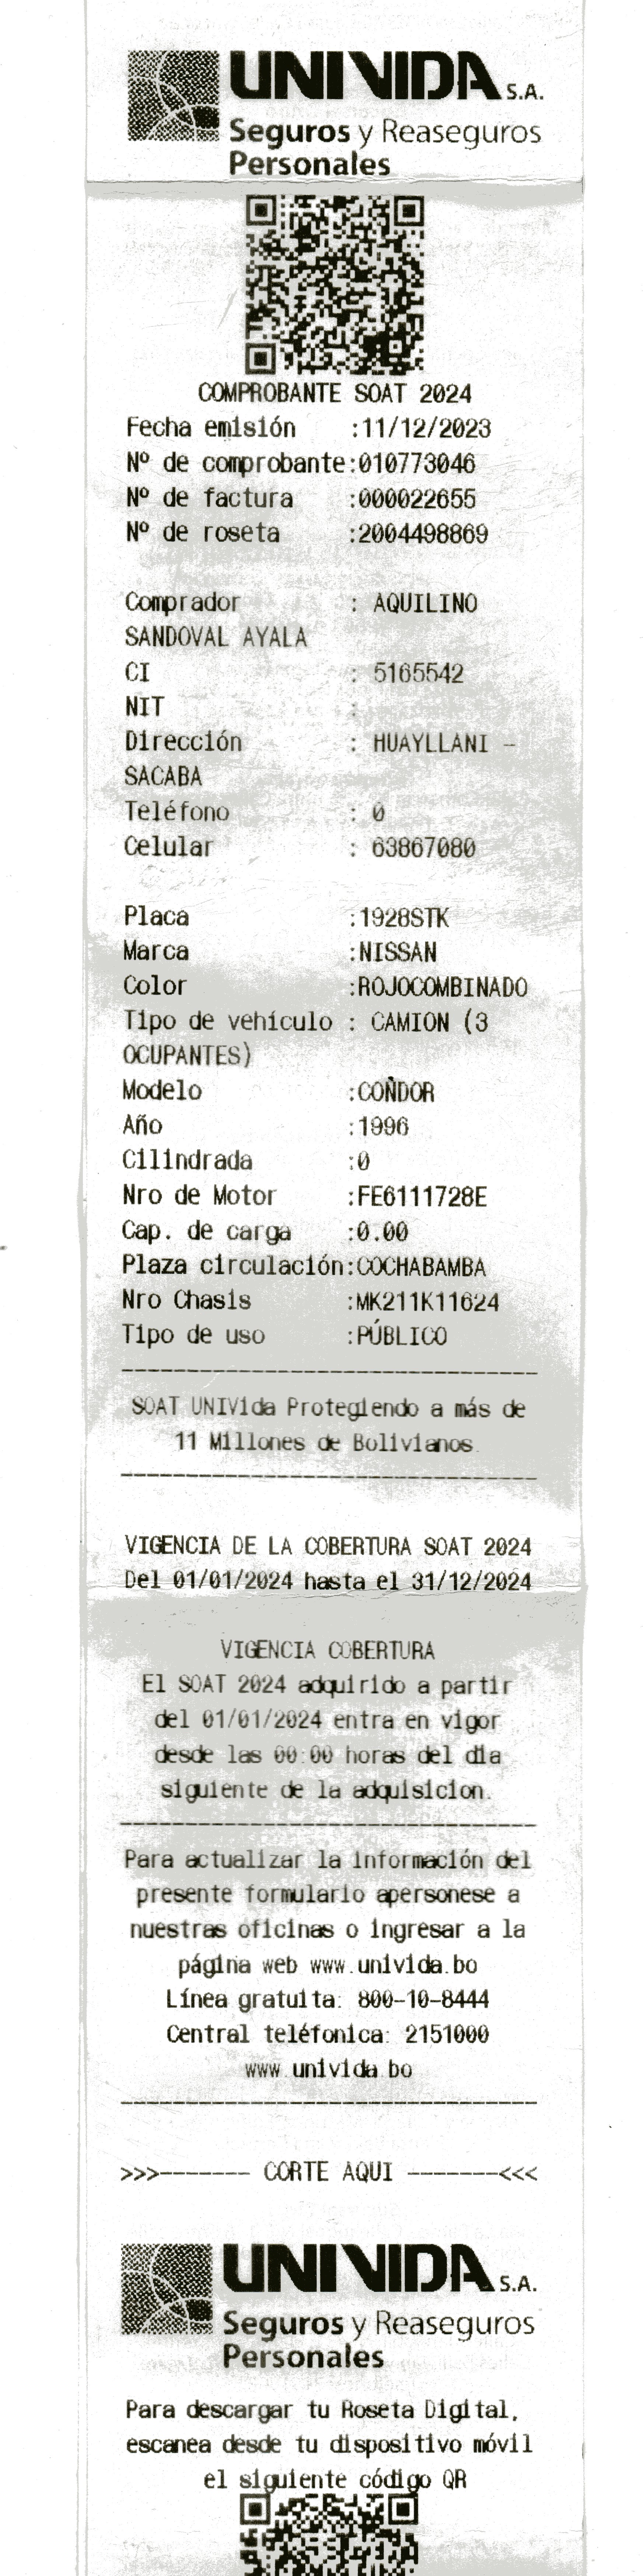 UNIVIDA S.A.
Seguros y Reaseguros
Personales
COMPROBANTE SOAT 2024
Fecha emisión :11/12/2023
Nº de comprobante:010773046
Nº de factura :000022655
Nº de roseta :2004498869
Comprador : AQUILINO
SANDOVAL AYALA
CI : 5165542
NIT :
Dirección : HUAYLLANI -
SACABA
Teléfono : 0
Celular : 63867080
Placa :1928STK
Marca :NISSAN
Color :ROJOCOMBINADO
Tipo de vehículo : CAMION (3
OCUPANTES)
Modelo :COÑDOR
Año :1996
Cilindrada :0
Nro de Motor :FE6111728E
Cap. de carga :0.00
Plaza circulación:COCHABAMBA
Nro Chasis :MK211K11624
Tipo de uso :PÚBLICO
--------------------------------
SOAT UNIVida Protegiendo a más de
11 Millones de Bolivianos.
--------------------------------
VIGENCIA DE LA COBERTURA SOAT 2024
Del 01/01/2024 hasta el 31/12/2024
VIGENCIA COBERTURA
El SOAT 2024 adquirido a partir
del 01/01/2024 entra en vigor
desde las 00:00 horas del dia
siguiente de la adquisicion.
--------------------------------
Para actualizar la información del
presente formulario apersonese a
nuestras oficinas o ingresar a la
página web www.univida.bo
Línea gratuita: 800-10-8444
Central teléfonica: 2151000
www.univida.bo
--------------------------------
>>>------- CORTE AQUI -------<<<
UNIVIDA S.A.
Seguros y Reaseguros
Personales
Para descargar tu Roseta Digital,
escanea desde tu dispositivo móvil
el siguiente código QR